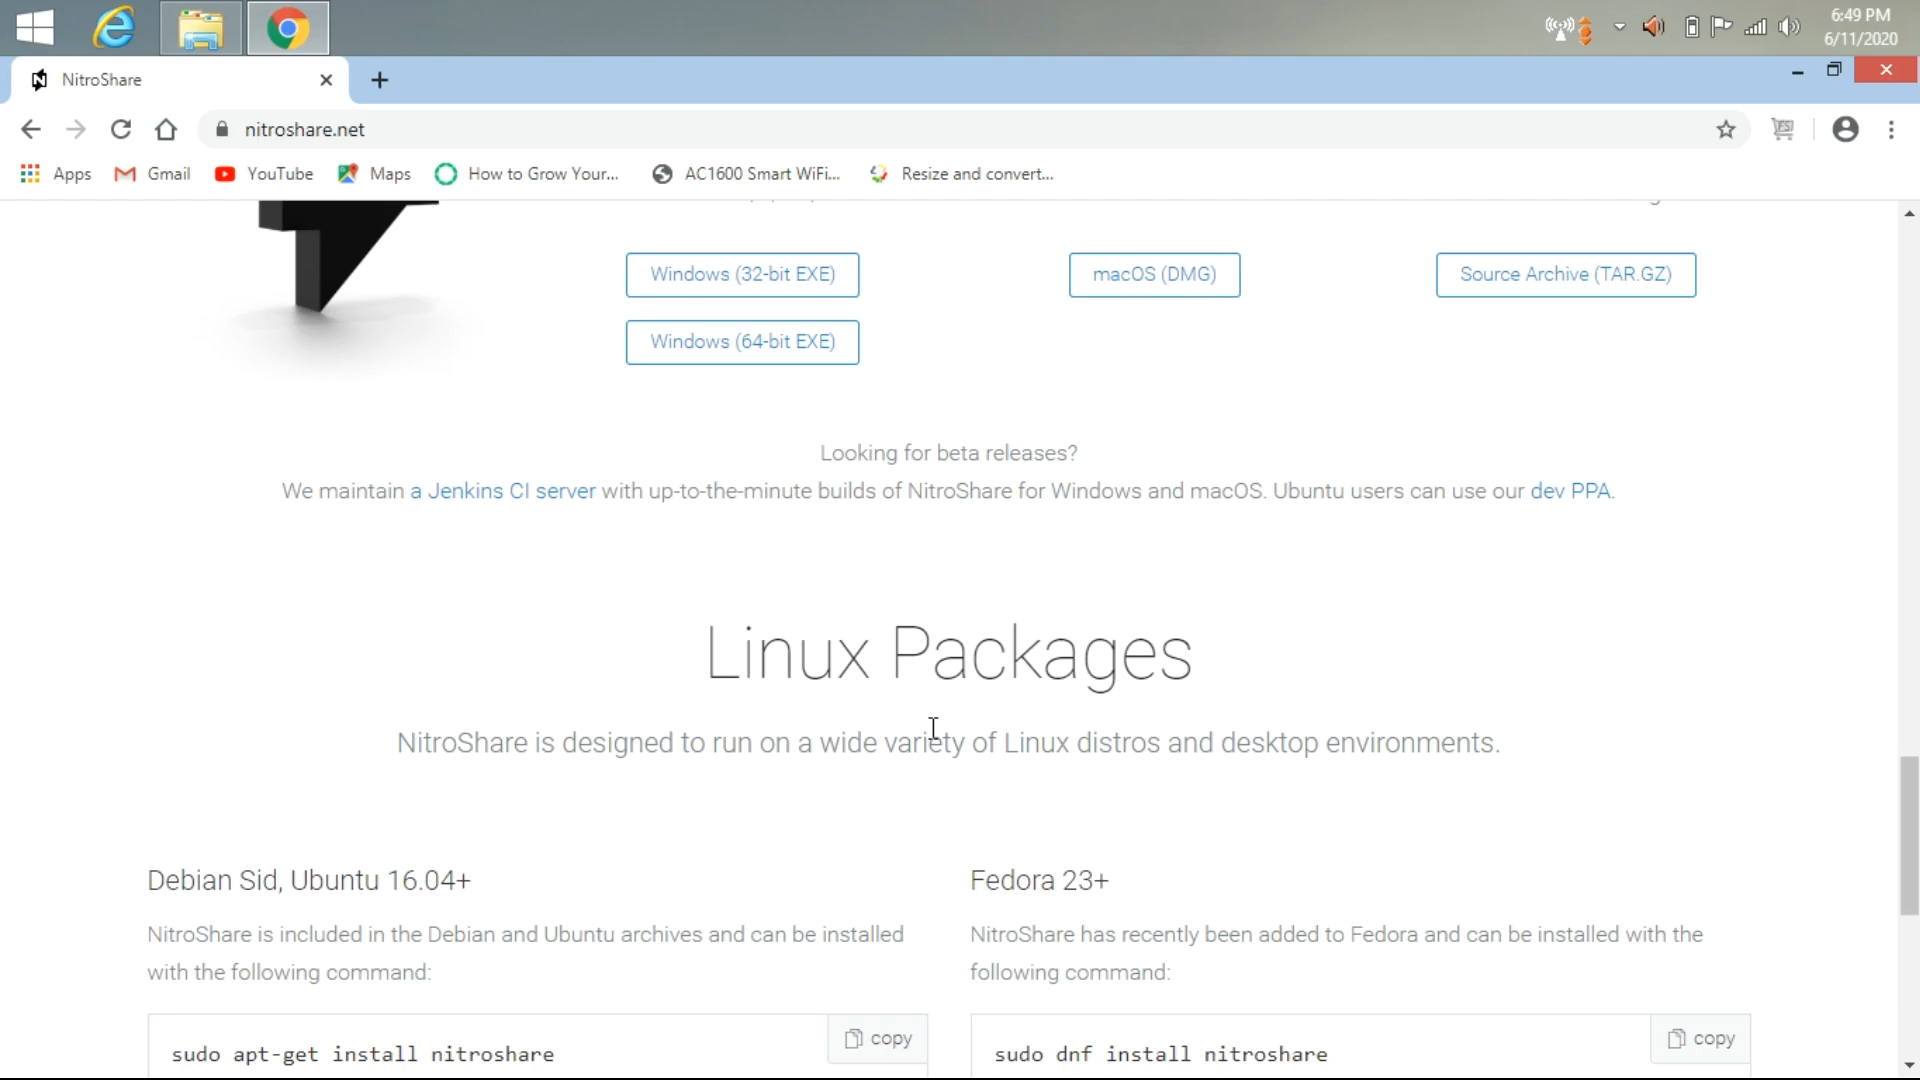 6:49 PM
6/11/2020
NitroShare
nitroshare.net
Apps
Gmail
YouTube
Maps
How to Grow Your...
AC1600 Smart WiFi...
Resize and convert...
Windows (32-bit EXE)
macOS (DMG)
Source Archive (TAR.GZ)
Windows (64-bit EXE)
Looking for beta releases?
We maintain a Jenkins CI server with up-to-the-minute builds of NitroShare for Windows and macOS. Ubuntu users can use our dev PPA.
Linux Packages
NitroShare is designed to run on a wide variety of Linux distros and desktop environments.
Debian Sid, Ubuntu 16.04+
NitroShare is included in the Debian and Ubuntu archives and can be installed
with the following command:
sudo apt-get install nitroshare
copy
Fedora 23+
NitroShare has recently been added to Fedora and can be installed with the
following command:
sudo dnf install nitroshare
copy